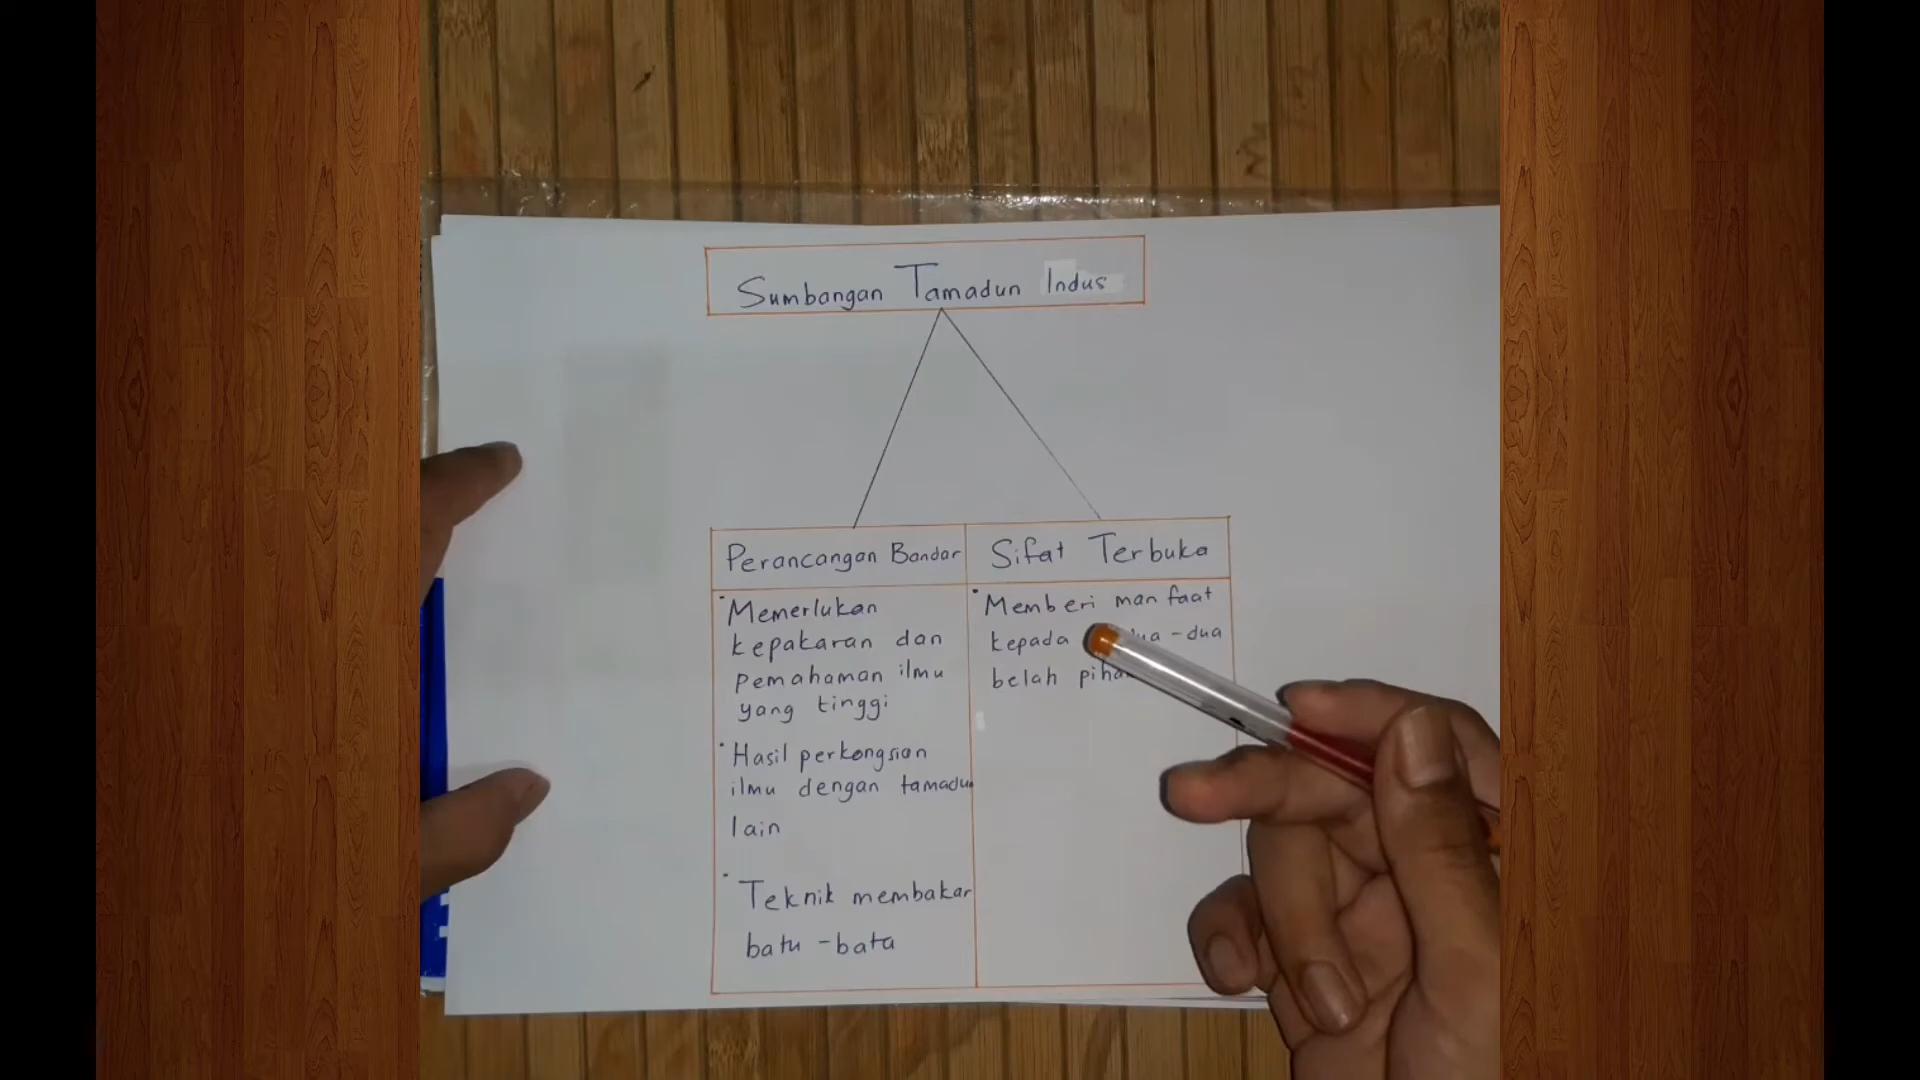 Sumbangan Tamadun Indus
Perancangan Bandar
Memerlukan
kepakaran dan
pemahaman ilmu
yang tinggi
Hasil perkongsian
ilmu dengan tamadun
lain
Teknik membakar
batu-bata
Sifat Terbuka
Memberi manfaat
kepada -dua
belah